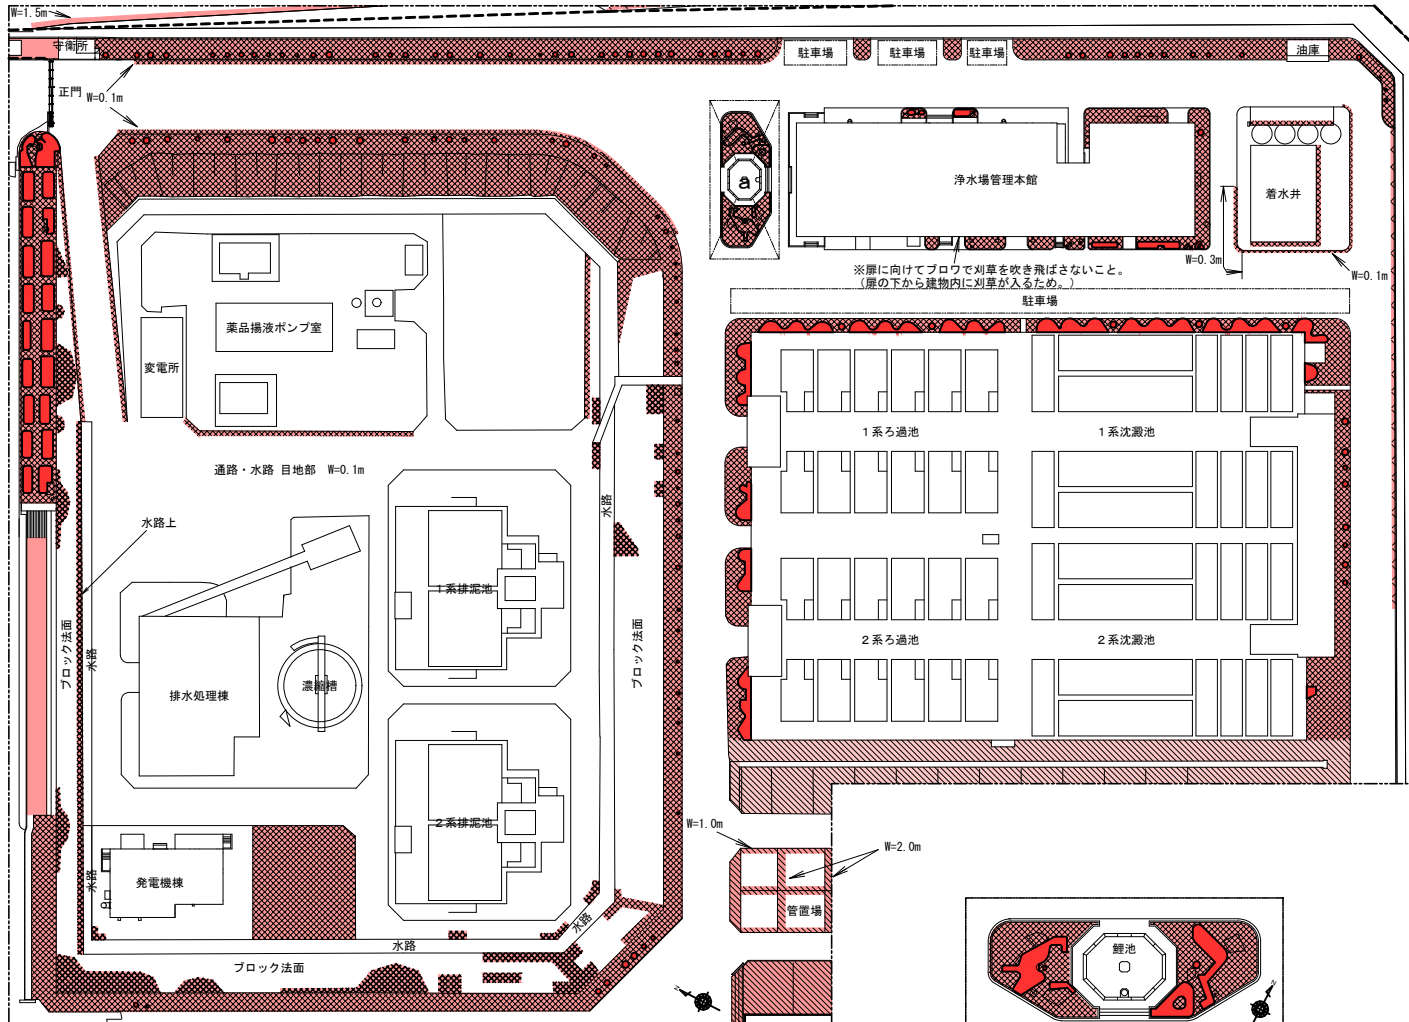 W=1.5m
守衛所
駐車場
駐車場
駐車場
油庫
正門
W=0.1m
a
浄水場管理本館
着水井
W=0.3m
W=0.1m
※扉に向けてブロワで刈草を吹き飛ばさないこと。
（扉の下から建物内に刈草が入るため。）
駐車場
薬品揚液ポンプ室
変電所
1系ろ過池
1系沈澱池
通路・水路 目地部 W=0.1m
水路
水路上
1系排泥池
ブロック法面
水路
ブロック法面
2系ろ過池
2系沈澱池
排水処理棟
濃縮槽
2系排泥池
W=1.0m
W=2.0m
発電機棟
水路
管置場
水路
水路
ブロック法面
鯉池
N
N